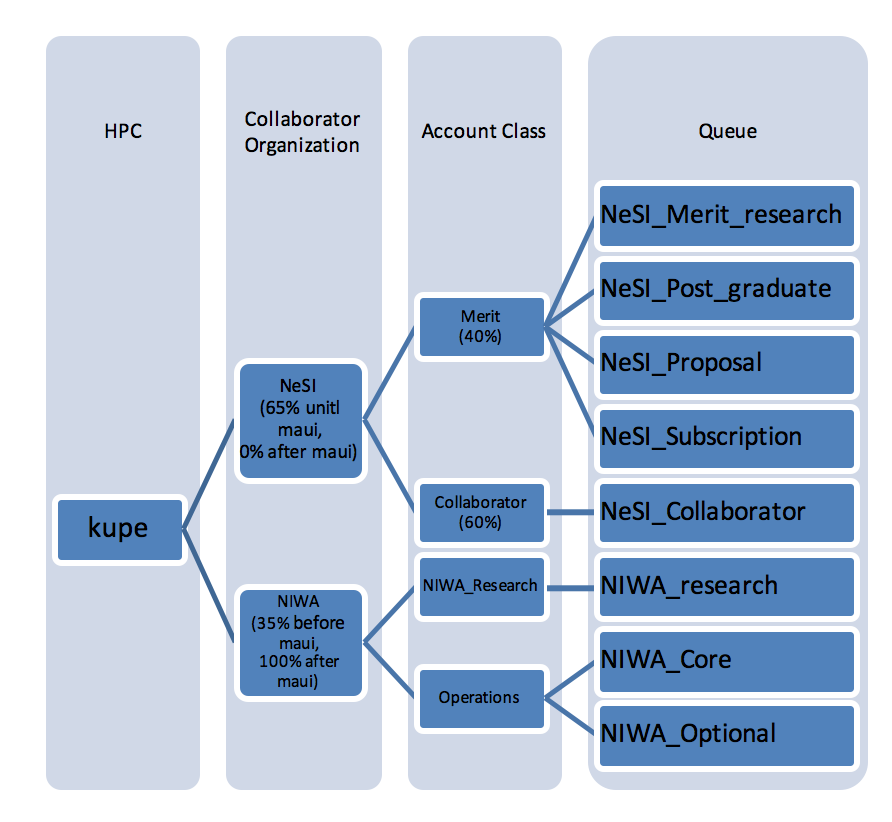 HPC
Collaborator
Organization
Account Class
Queue
kupe
NeSI
(65% unitl
maui,
0% after maui)
NIWA
(35% before
maui,
100% after
maui)
Merit
(40%)
Collaborator
(60%)
NIWA_Research
Operations
NeSI_Merit_research
NeSI_Post_graduate
NeSI_Proposal
NeSI_Subscription
NeSI_Collaborator
NIWA_research
NIWA_Core
NIWA_Optional